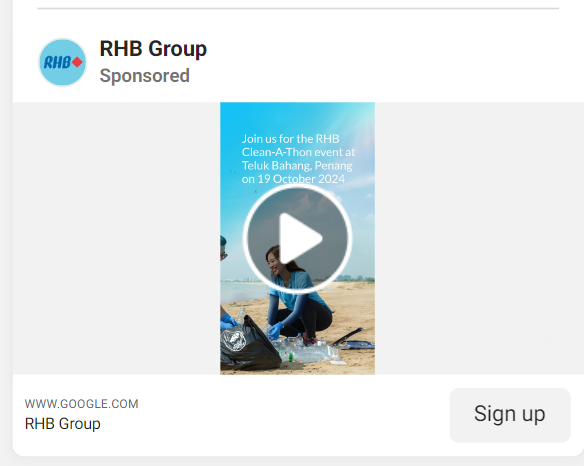 RHB Group
Sponsored
RHB
Join us for the RHB
Clean-A-Thon event at
Teluk Bahang, Penang
on 19 October 2024
WWW.GOOGLE.COM
RHB Group
Sign up